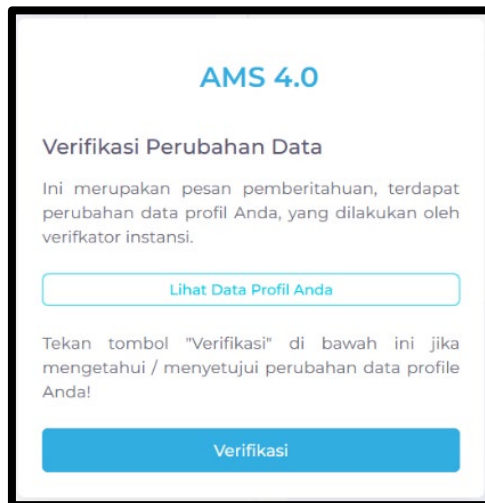 AMS 4.0
Verifikasi Perubahan Data
Ini merupakan pesan pemberitahuan, terdapat
perubahan data profil Anda, yang dilakukan oleh
verifkator instansi.
Lihat Data Profil Anda
Tekan tombol "Verifikasi" di bawah ini jika
mengetahui / menyetujui perubahan data profile
Anda!
Verifikasi